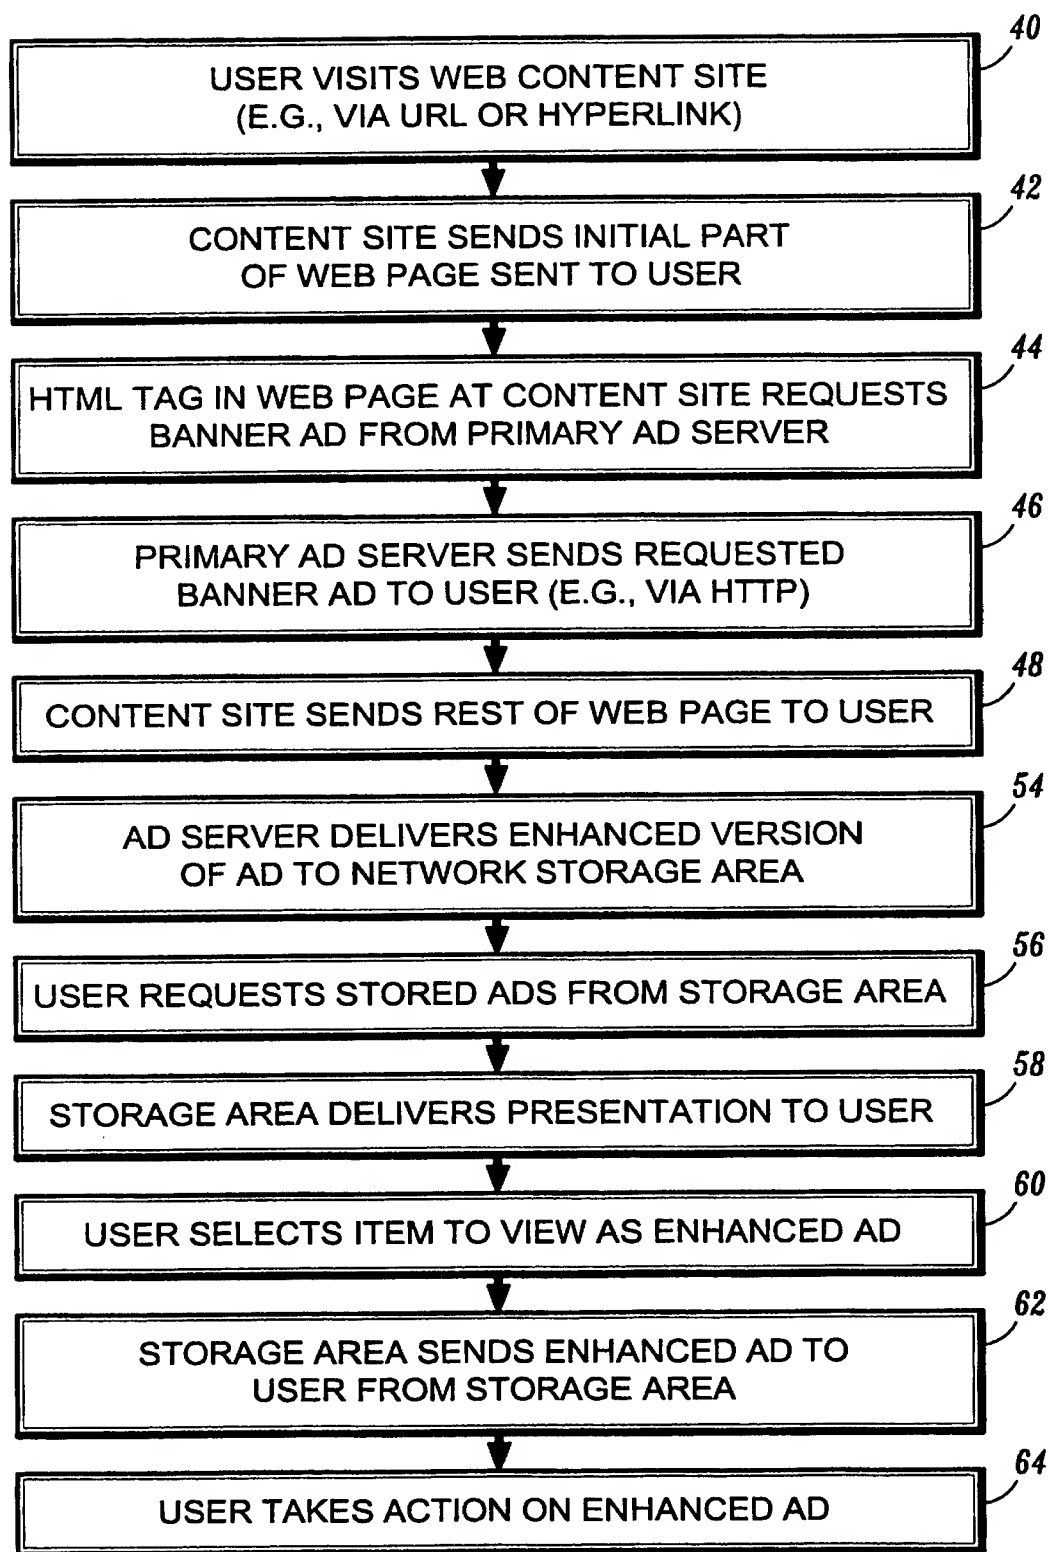 40
USER VISITS WEB CONTENT SITE
(E.G., VIA URL OR HYPERLINK)
42
CONTENT SITE SENDS INITIAL PART
OF WEB PAGE SENT TO USER
44
HTML TAG IN WEB PAGE AT CONTENT SITE REQUESTS
BANNER AD FROM PRIMARY AD SERVER
46
PRIMARY AD SERVER SENDS REQUESTED
BANNER AD TO USER (E.G., VIA HTTP)
48
CONTENT SITE SENDS REST OF WEB PAGE TO USER
54
AD SERVER DELIVERS ENHANCED VERSION
OF AD TO NETWORK STORAGE AREA
56
USER REQUESTS STORED ADS FROM STORAGE AREA
58
STORAGE AREA DELIVERS PRESENTATION TO USER
60
USER SELECTS ITEM TO VIEW AS ENHANCED AD
62
STORAGE AREA SENDS ENHANCED AD TO
USER FROM STORAGE AREA
64
USER TAKES ACTION ON ENHANCED AD